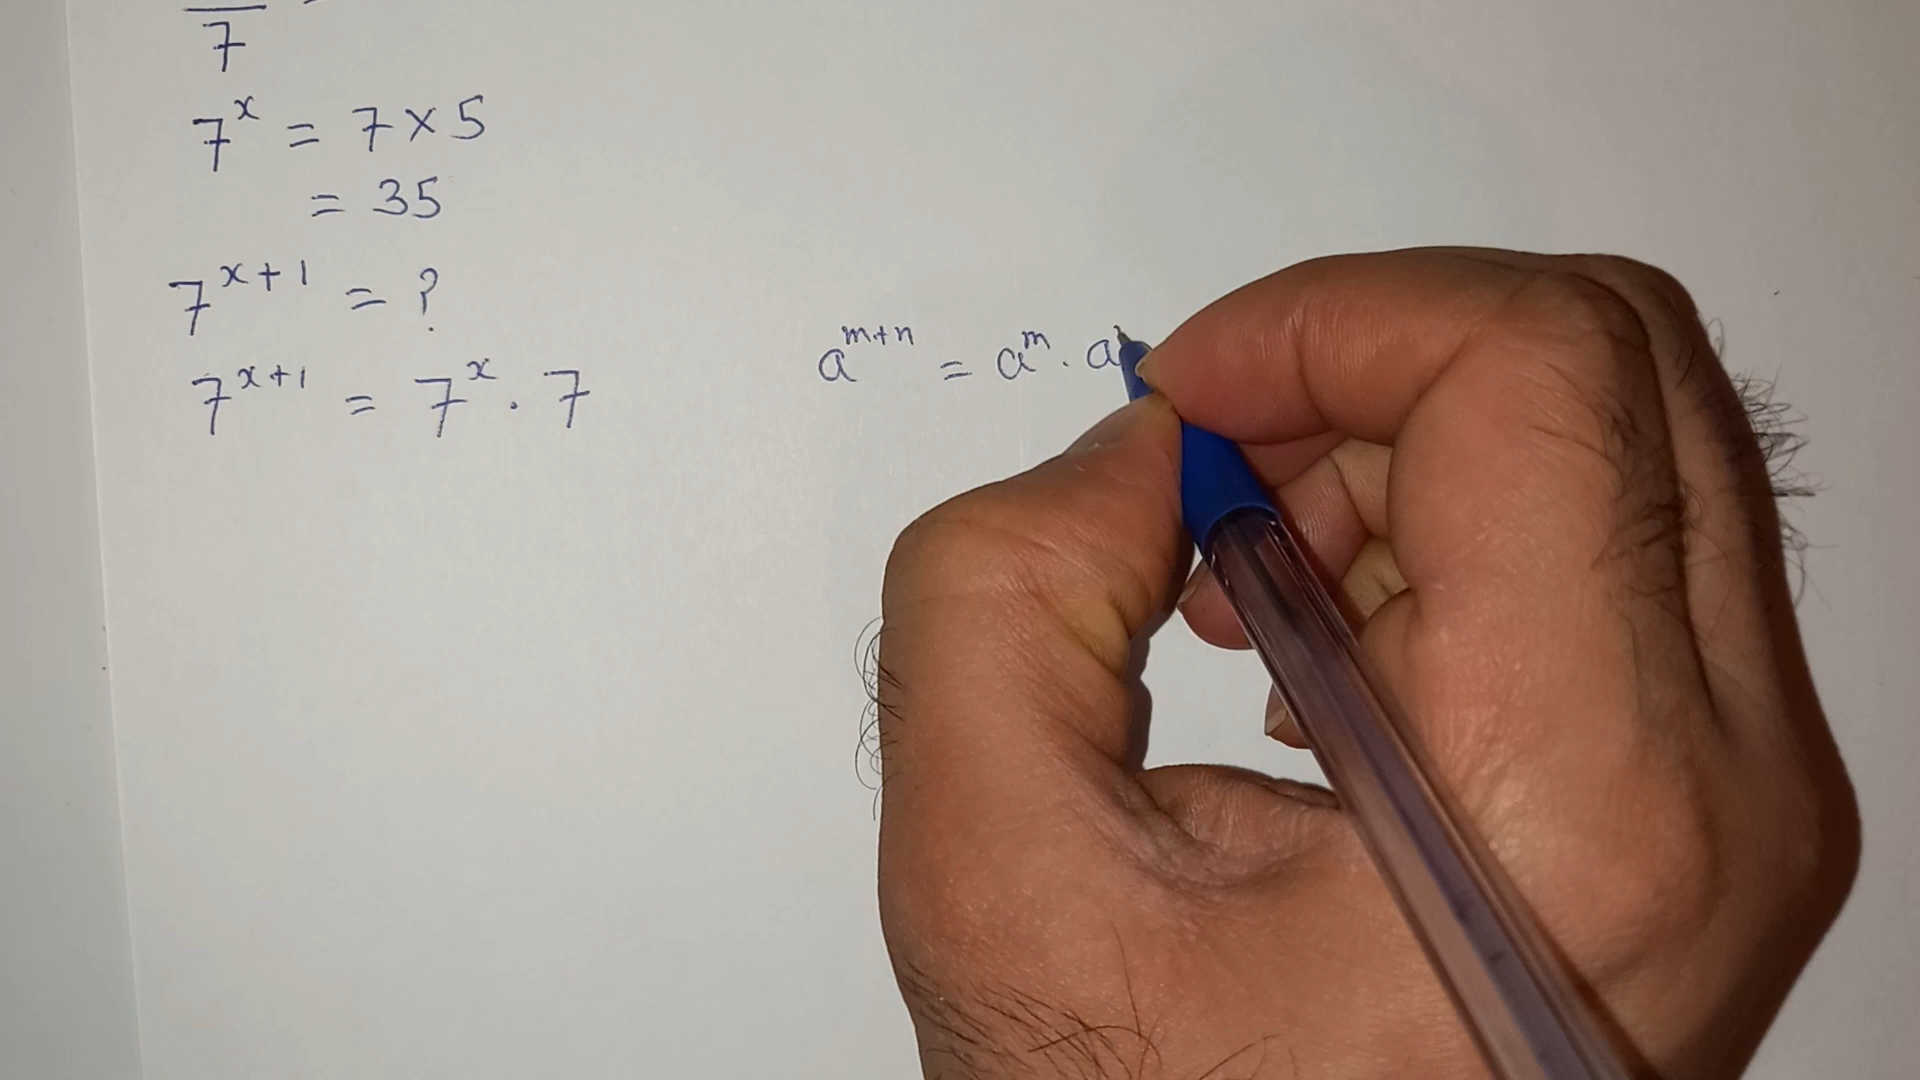 7
7^x = 7 × 5
= 35
7^{x+1} = ?
7^{x+1} = 7^x . 7
a^{m+n} = a^m . a